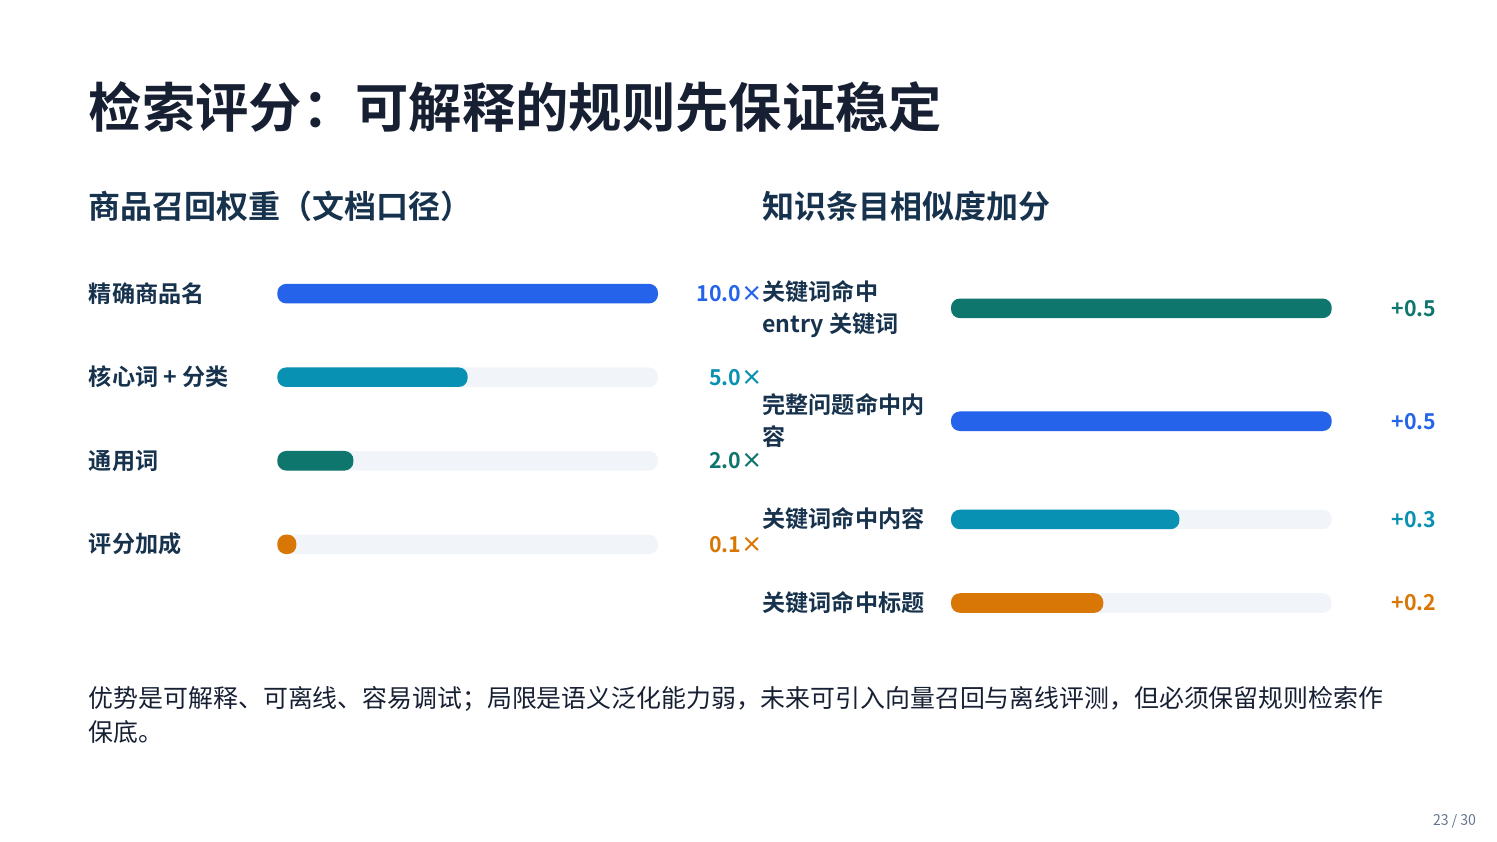 检索评分：可解释的规则先保证稳定
商品召回权重（文档口径）
精确商品名
10.0×
核心词 + 分类
5.0×
通用词
2.0×
评分加成
0.1×
知识条目相似度加分
关键词命中
entry 关键词
+0.5
完整问题命中内
容
+0.5
关键词命中内容
+0.3
关键词命中标题
+0.2
优势是可解释、可离线、容易调试；局限是语义泛化能力弱，未来可引入向量召回与离线评测，但必须保留规则检索作
保底。
23 / 30